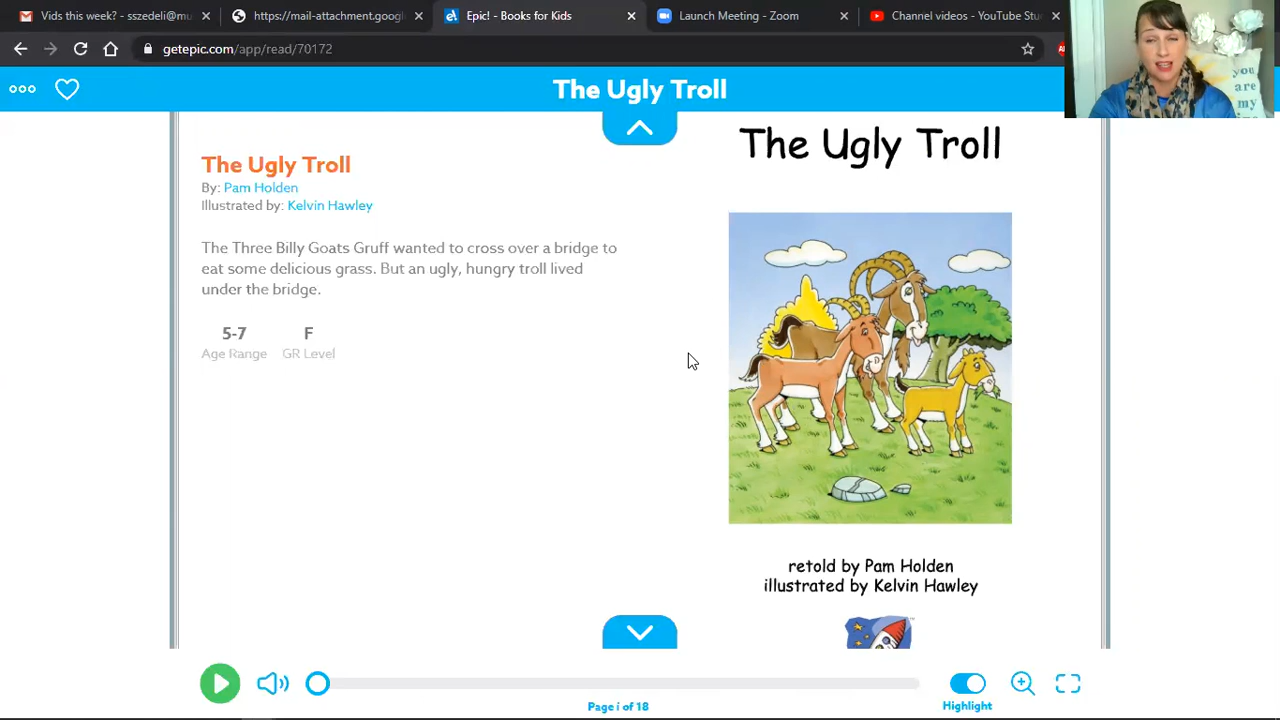 Vids this week? - sszedeli@mu
https://mail-attachment.googl
Epic! - Books for Kids
Launch Meeting - Zoom
Channel videos - YouTube Stu
getepic.com/app/read/70172
The Ugly Troll
The Ugly Troll
By: Pam Holden
Illustrated by: Kelvin Hawley
The Three Billy Goats Gruff wanted to cross over a bridge to
eat some delicious grass. But an ugly, hungry troll lived
under the bridge.
5-7
Age Range
F
GR Level
The Ugly Troll
retold by Pam Holden
illustrated by Kelvin Hawley
Page i of 18
Highlight
you
are
my